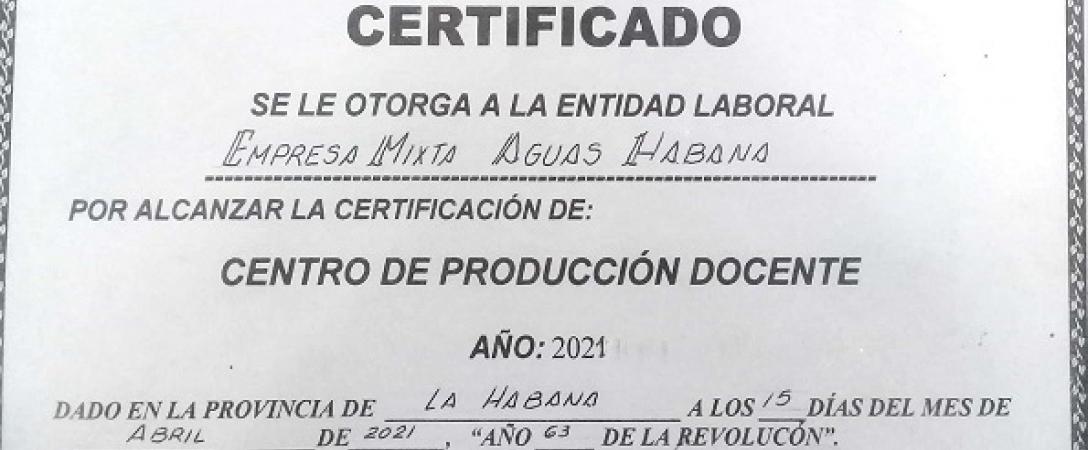 CERTIFICADO
SE LE OTORGA A LA ENTIDAD LABORAL
EMPRESA MIXTA AGUAS HABANA
POR ALCANZAR LA CERTIFICACIÓN DE:
CENTRO DE PRODUCCIÓN DOCENTE
AÑO: 2021
DADO EN LA PROVINCIA DE LA HABANA A LOS 15 DÍAS DEL MES DE
ABRIL DE 2021, "AÑO 63 DE LA REVOLUCÓN".